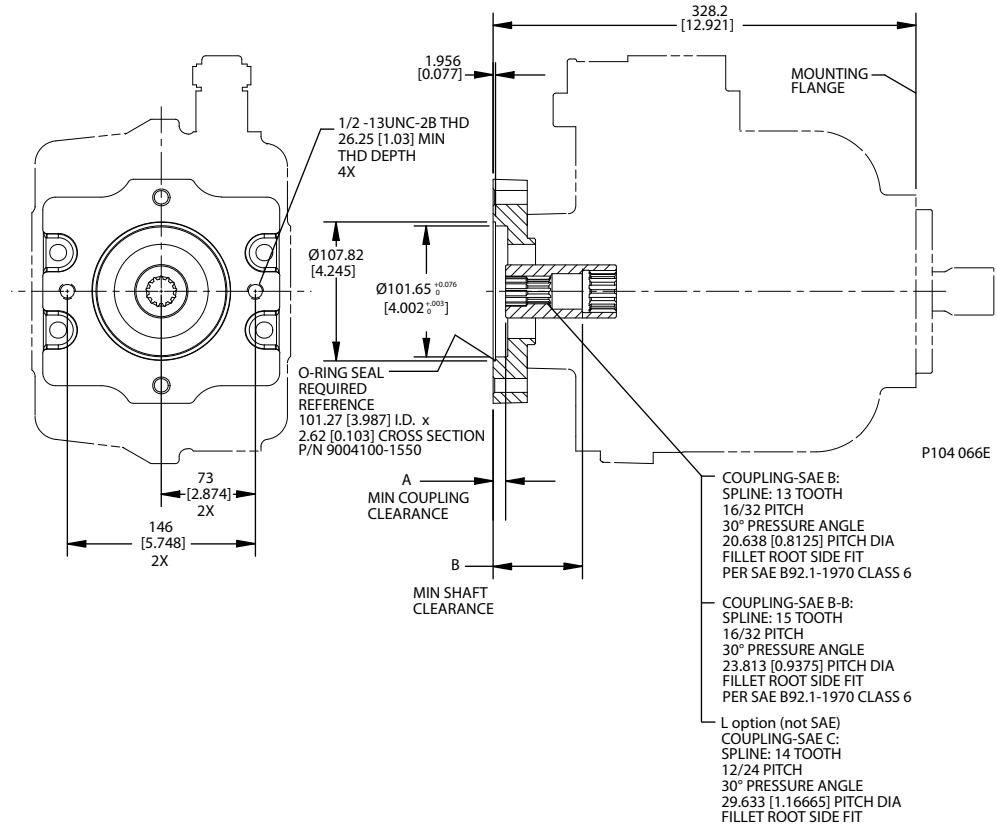 328.2
[12.921]
1.956
[0.077]
MOUNTING
FLANGE
1/2 -13UNC-2B THD
26.25 [1.03] MIN
THD DEPTH
4X
Ø107.82
[4.245]
Ø101.65 +0.076 0
[4.002 +.003 0]
O-RING SEAL
REQUIRED
REFERENCE
101.27 [3.987] I.D. x
2.62 [0.103] CROSS SECTION
P/N 9004100-1550
P104 066E
73
[2.874]
2X
146
[5.748]
2X
A
MIN COUPLING
CLEARANCE
B
MIN SHAFT
CLEARANCE
COUPLING-SAE B:
SPLINE: 13 TOOTH
16/32 PITCH
30° PRESSURE ANGLE
20.638 [0.8125] PITCH DIA
FILLET ROOT SIDE FIT
PER SAE B92.1-1970 CLASS 6
COUPLING-SAE B-B:
SPLINE: 15 TOOTH
16/32 PITCH
30° PRESSURE ANGLE
23.813 [0.9375] PITCH DIA
FILLET ROOT SIDE FIT
PER SAE B92.1-1970 CLASS 6
L option (not SAE)
COUPLING-SAE C:
SPLINE: 14 TOOTH
12/24 PITCH
30° PRESSURE ANGLE
29.633 [1.16665] PITCH DIA
FILLET ROOT SIDE FIT